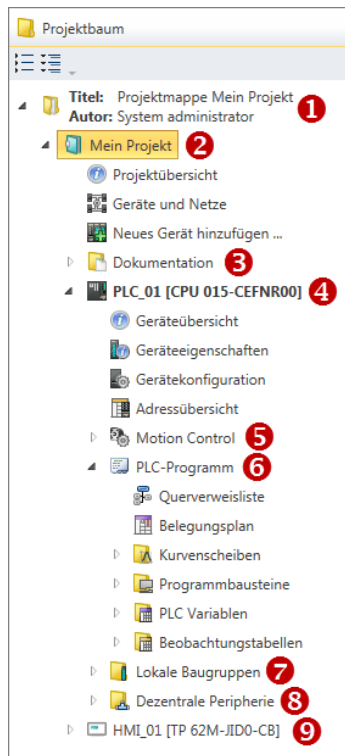 Projektbaum
Titel: Projektmappe Mein Projekt
Autor: System administrator 1
Mein Projekt 2
Projektübersicht
Geräte und Netze
Neues Gerät hinzufügen ...
Dokumentation 3
PLC_01 [CPU 015-CEFNR00] 4
Geräteübersicht
Geräteeigenschaften
Gerätekonfiguration
Adressübersicht
Motion Control 5
PLC-Programm 6
Querverweisliste
Belegungsplan
Kurvenscheiben
Programmbausteine
PLC Variablen
Beobachtungstabellen
Lokale Baugruppen 7
Dezentrale Peripherie 8
HMI_01 [TP 62M-JID0-CB] 9